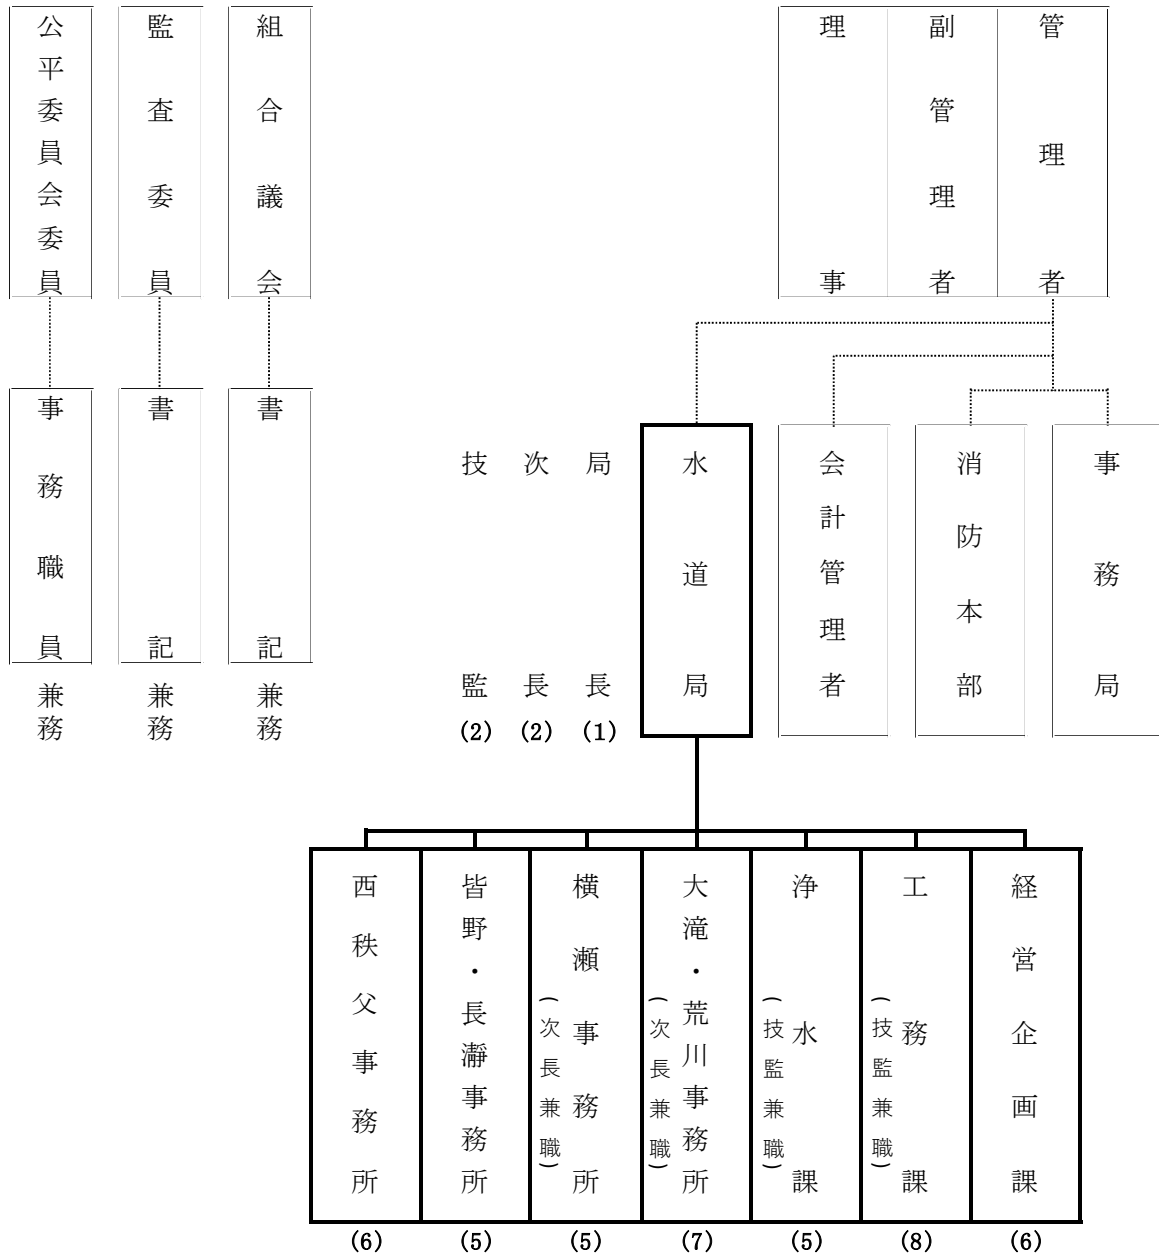 管理者
副管理者
理事
組合議会
監査委員
公平委員会委員
事務局
消防本部
会計管理者
水道局
局長
(1)
次長
(2)
技監
(2)
書記
兼務
書記
兼務
事務職員
兼務
経営企画課
(6)
工務課
(技監兼職)
(8)
浄水課
(技監兼職)
(5)
大滝・荒川事務所
(次長兼職)
(7)
横瀬事務所
(次長兼職)
(5)
皆野・長瀞事務所
(5)
西秩父事務所
(6)